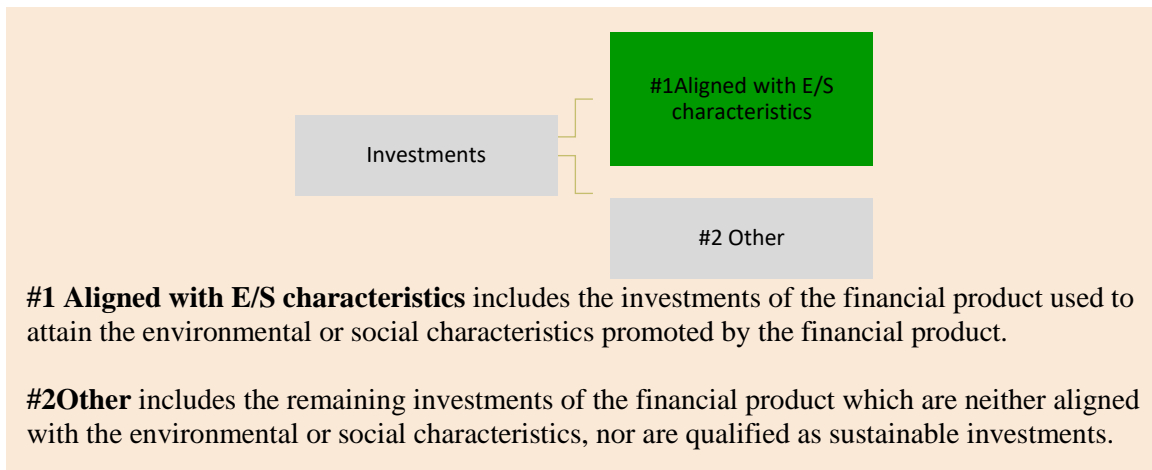 #1Aligned with E/S
characteristics
Investments
#2 Other
#1 Aligned with E/S characteristics includes the investments of the financial product used to
attain the environmental or social characteristics promoted by the financial product.
#2Other includes the remaining investments of the financial product which are neither aligned
with the environmental or social characteristics, nor are qualified as sustainable investments.